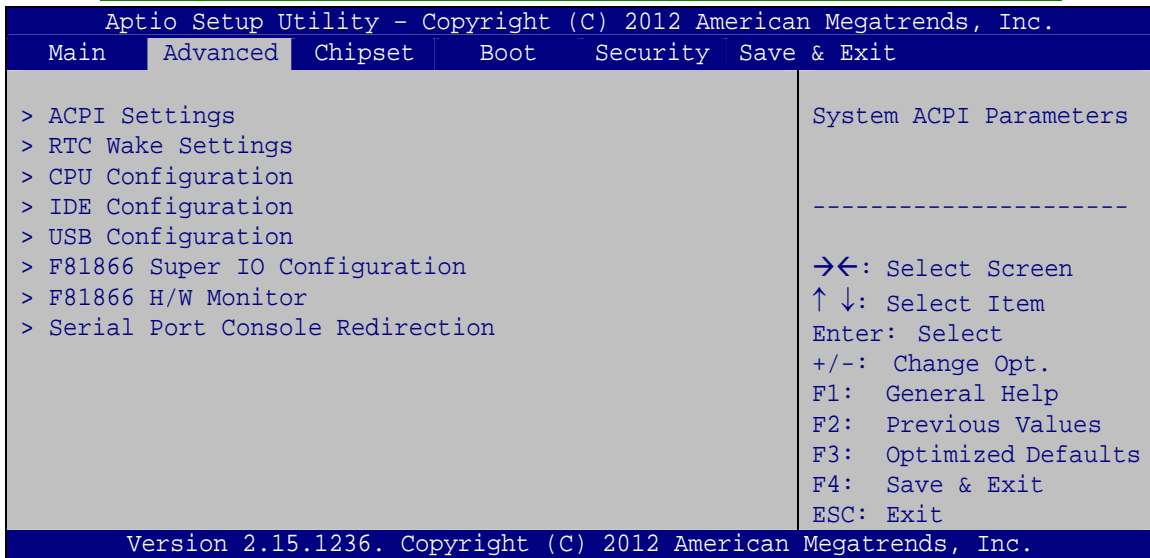 Aptio Setup Utility – Copyright (C) 2012 American Megatrends, Inc.
Main Advanced Chipset Boot Security Save & Exit
> ACPI Settings
> RTC Wake Settings
> CPU Configuration
> IDE Configuration
> USB Configuration
> F81866 Super IO Configuration
> F81866 H/W Monitor
> Serial Port Console Redirection
System ACPI Parameters
----------------------
→←: Select Screen
↑ ↓: Select Item
Enter: Select
+/-: Change Opt.
F1: General Help
F2: Previous Values
F3: Optimized Defaults
F4: Save & Exit
ESC: Exit
Version 2.15.1236. Copyright (C) 2012 American Megatrends, Inc.